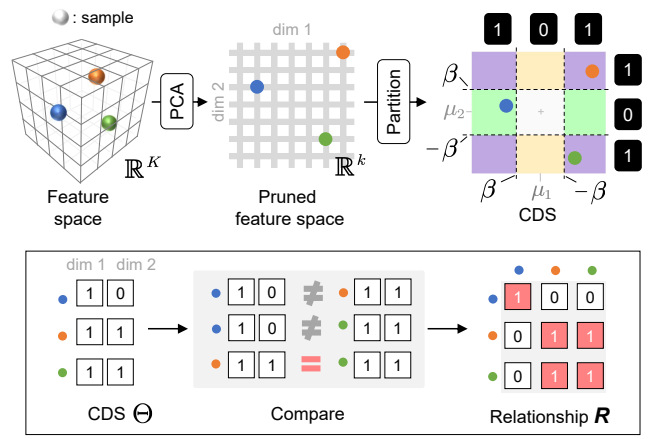 : sample
dim 1
1 0 1
PCA
dim 2
Partition
β
μ₂
-β
1
0
1
ℝᴷ
ℝᵏ
β μ₁ -β
Feature
space
Pruned
feature space
CDS
dim 1 dim 2
1 0
1 1
1 1
CDS Θ
1 0 ≠ 1 1
1 0 ≠ 1 1
1 1 = 1 1
Compare
1 0 0
0 1 1
0 1 1
Relationship R